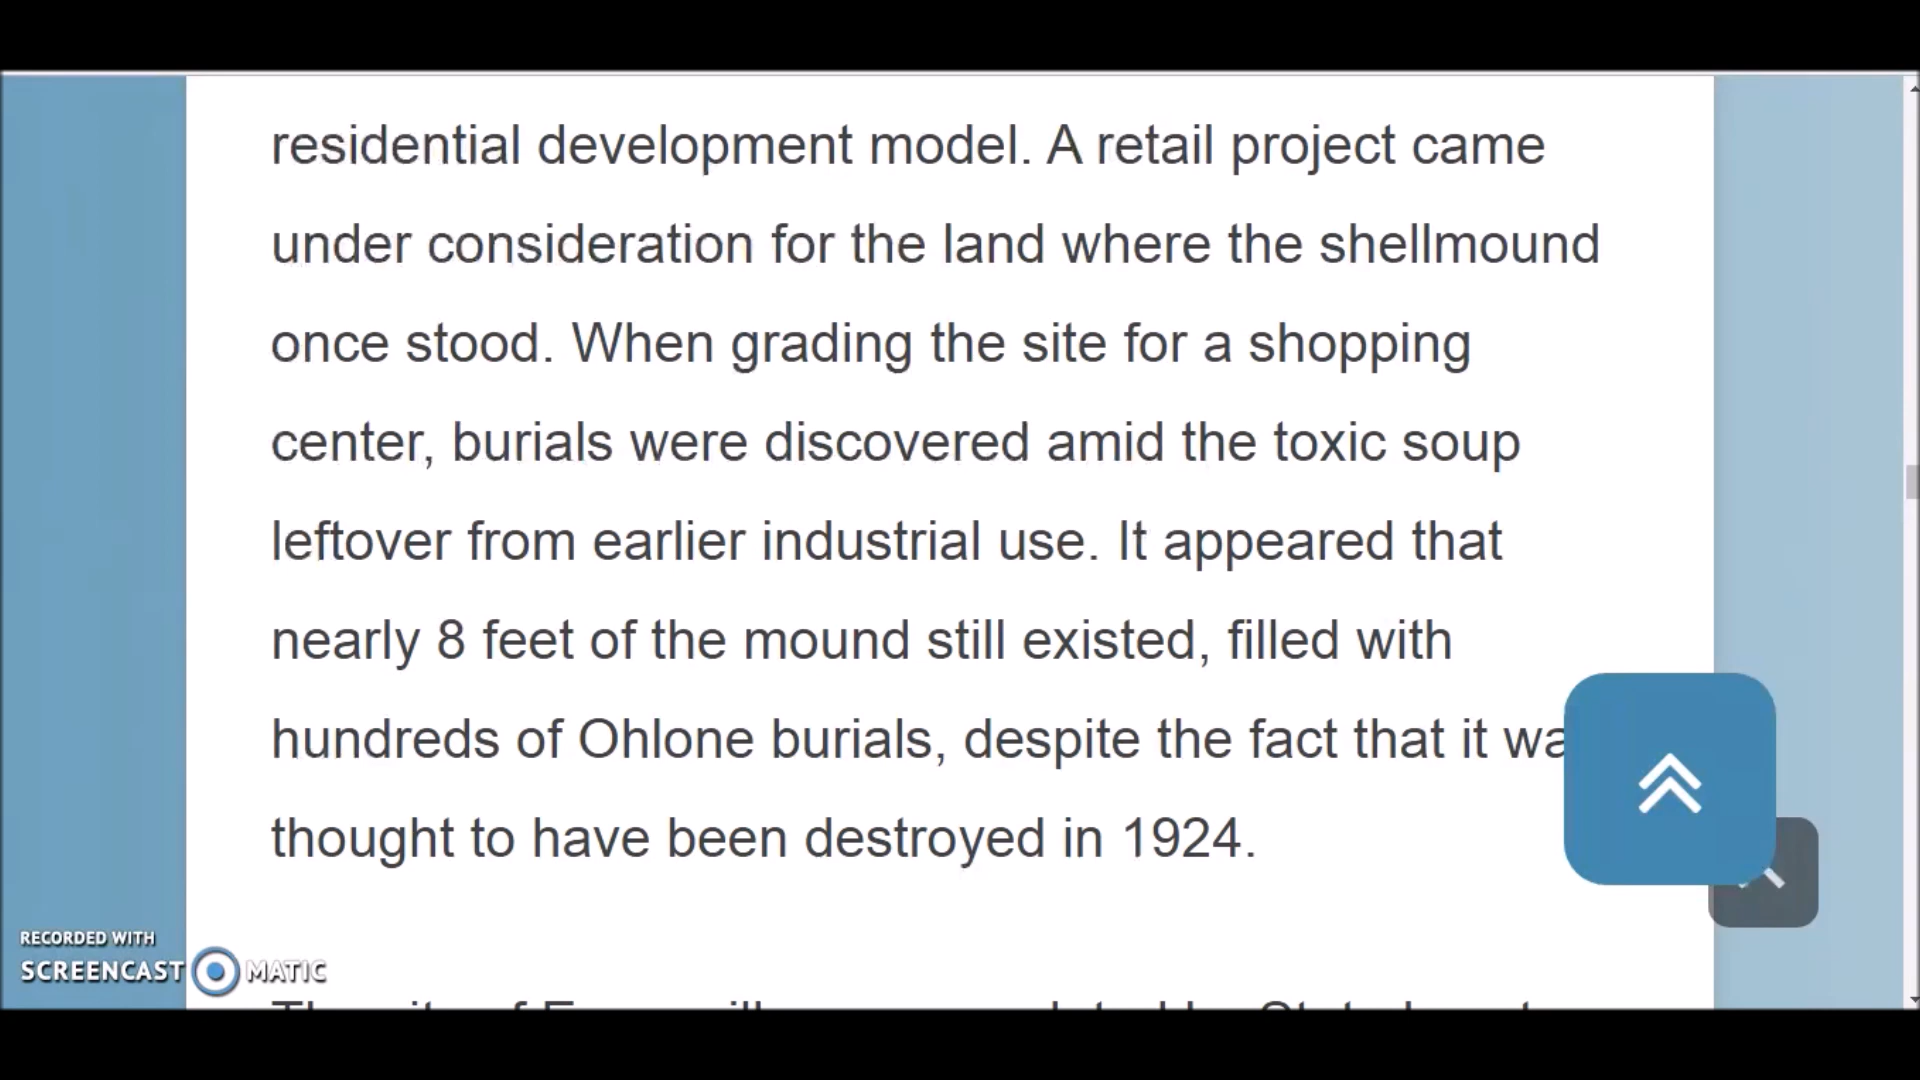 residential development model. A retail project came
under consideration for the land where the shellmound
once stood. When grading the site for a shopping
center, burials were discovered amid the toxic soup
leftover from earlier industrial use. It appeared that
nearly 8 feet of the mound still existed, filled with
hundreds of Ohlone burials, despite the fact that it
thought to have been destroyed in 1924.
RECORDED WITH
SCREENCAST MATIC